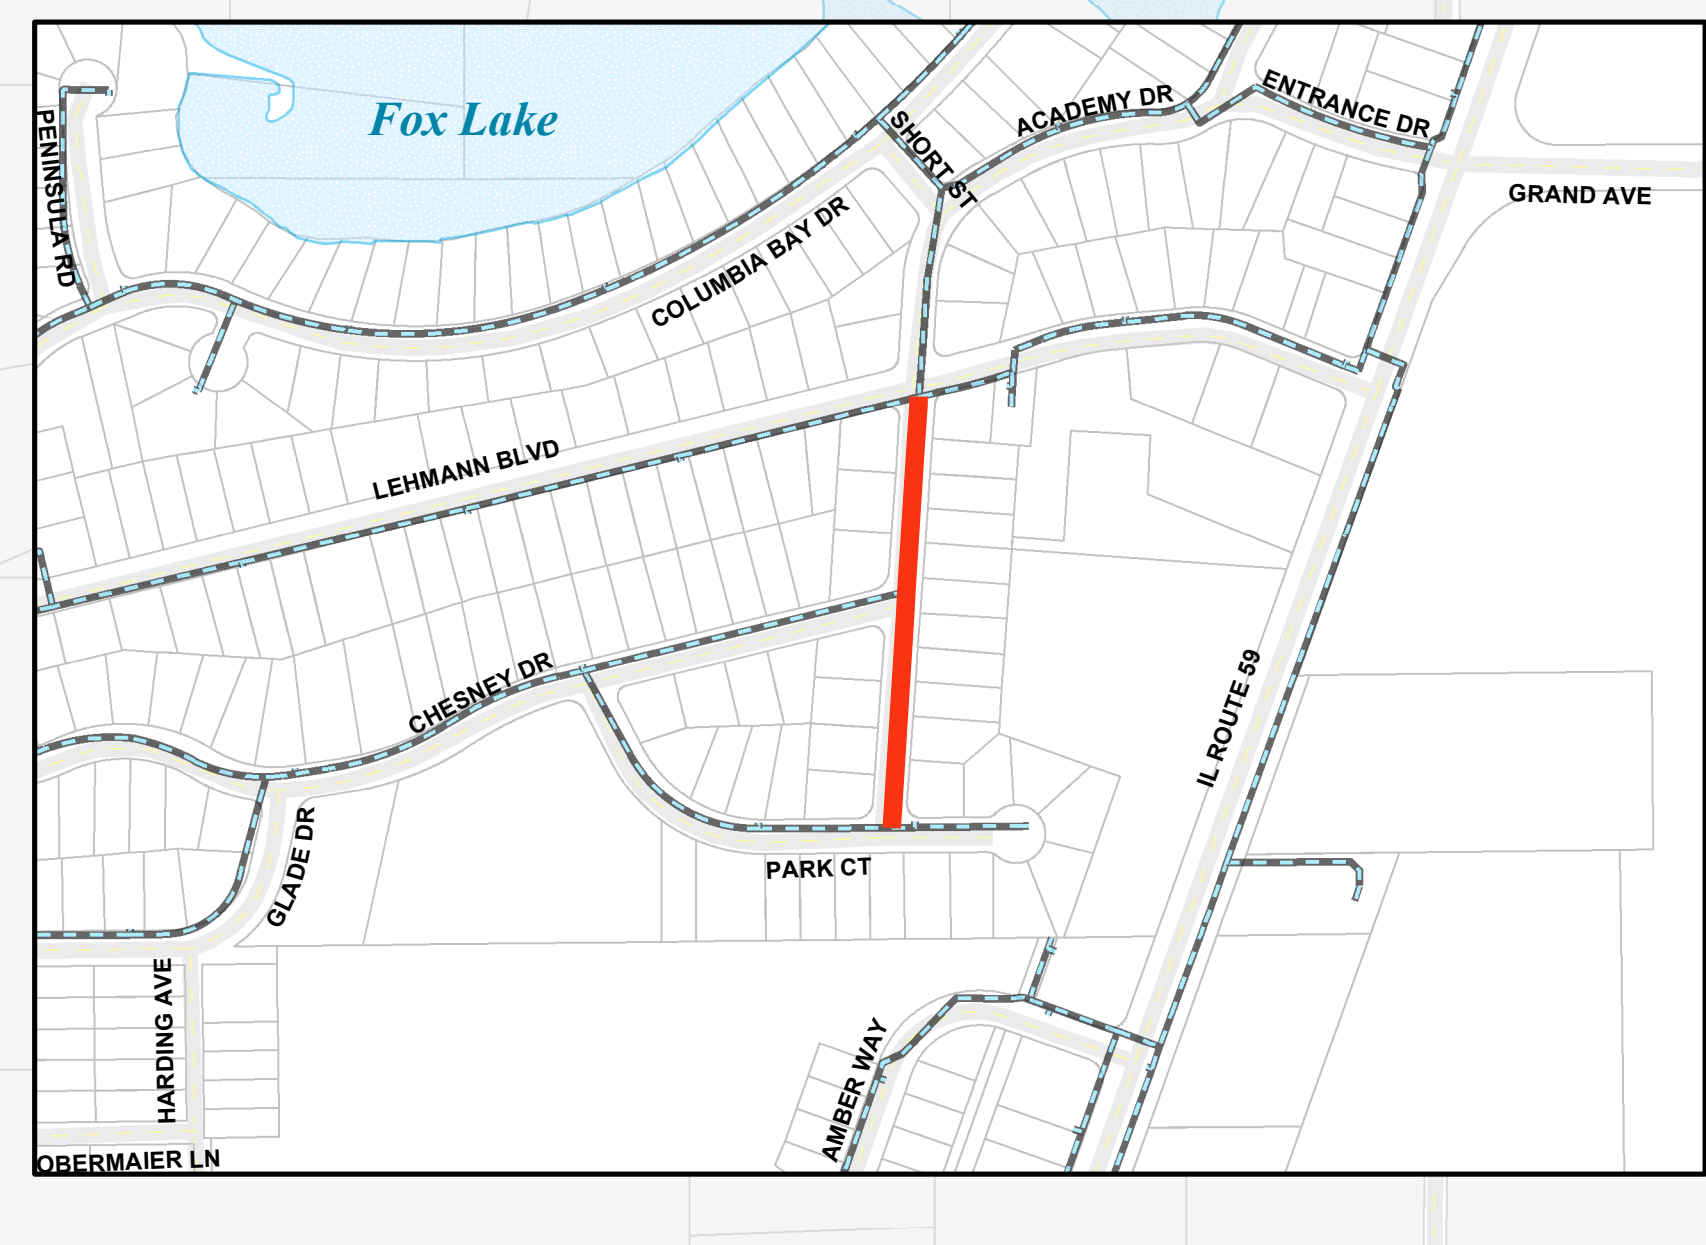 Fox Lake
ENTRANCE DR
ACADEMY DR
SHORT ST
PENINSULA RD
GRAND AVE
COLUMBIA BAY DR
LEHMANN BLVD
CHESNEY DR
IL ROUTE 59
GLADE DR
PARK CT
HARDING AVE
AMBER WAY
OBERMAIER LN